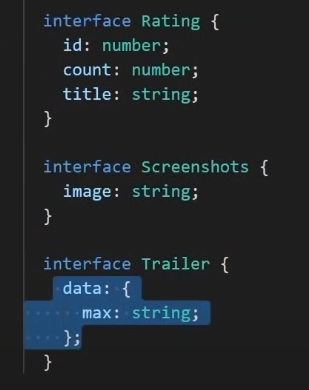 interface Rating {
  id: number;
  count: number;
  title: string;
}

interface Screenshots {
  image: string;
}

interface Trailer {
  data: {
    max: string;
  };
}